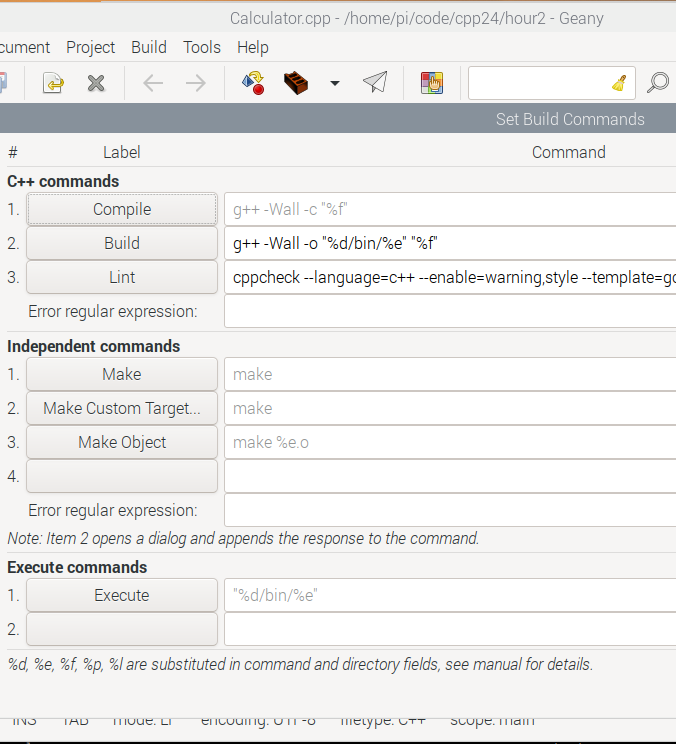 Calculator.cpp - /home/pi/code/cpp24/hour2 - Geany
cument Project Build Tools Help
Set Build Commands
# Label Command
C++ commands
1. Compile g++ -Wall -c "%f"
2. Build g++ -Wall -o "%d/bin/%e" "%f"
3. Lint cppcheck --language=c++ --enable=warning,style --template=gc
Error regular expression:
Independent commands
1. Make make
2. Make Custom Target... make
3. Make Object make %e.o
4.
Error regular expression:
Note: Item 2 opens a dialog and appends the response to the command.
Execute commands
1. Execute "%d/bin/%e"
2.
%d, %e, %f, %p, %l are substituted in command and directory fields, see manual for details.
INS TAB mode: LF encoding: UTF-8 filetype: C++ scope: main